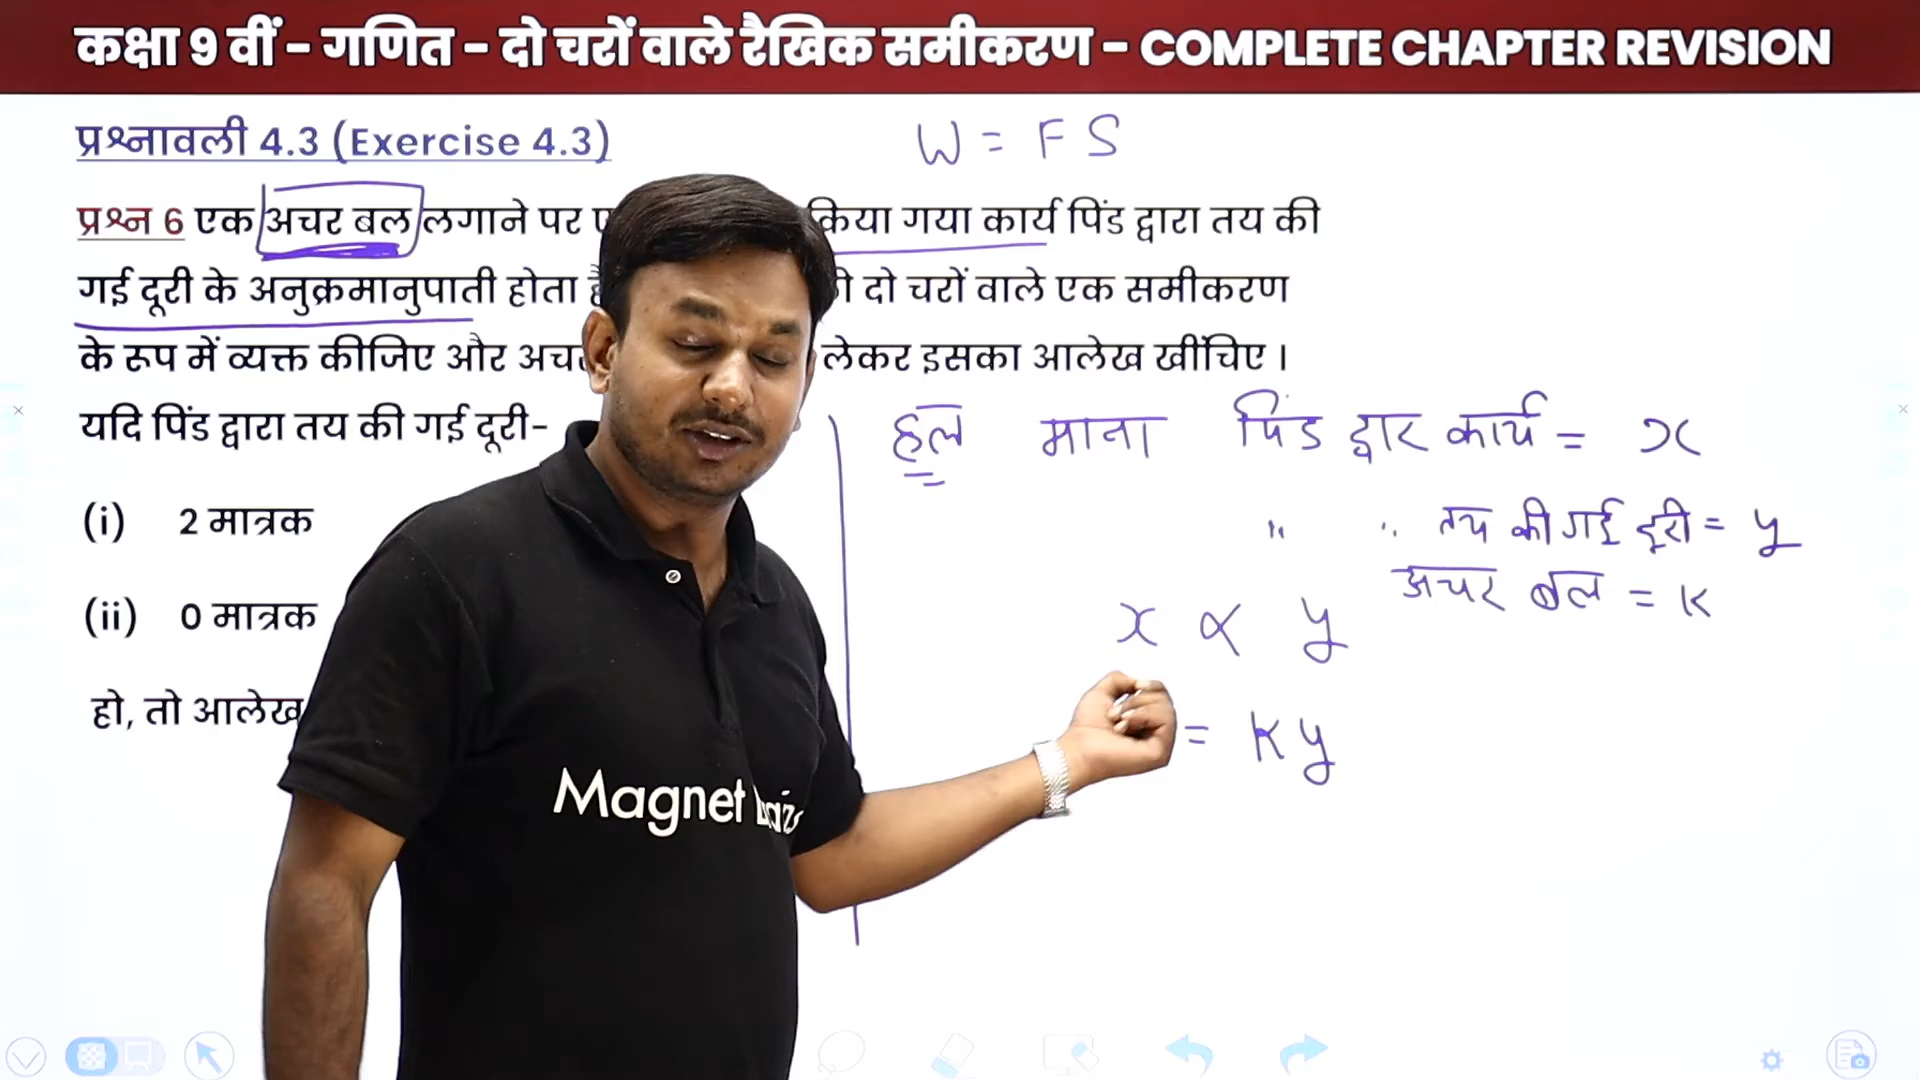 कक्षा 9 वीं – गणित – दो चरों वाले रैखिक समीकरण – COMPLETE CHAPTER REVISION
प्रश्नावली 4.3 (Exercise 4.3)
W = F S
प्रश्न 6 एक अचर बल लगाने पर किया गया कार्य पिंड द्वारा तय की
गई दूरी के अनुक्रमानुपाती होता दो चरों वाले एक समीकरण
के रूप में व्यक्त कीजिए और लेकर इसका आलेख खींचिए ।
यदि पिंड द्वारा तय की गई दूरी-
(i) 2 मात्रक
(ii) 0 मात्रक
हो, तो आलेख
हल माना पिंड द्वार कार्य = x
" " तय की गई दूरी = y
अचर बल = K
x ∝ y
= K y
Magnet